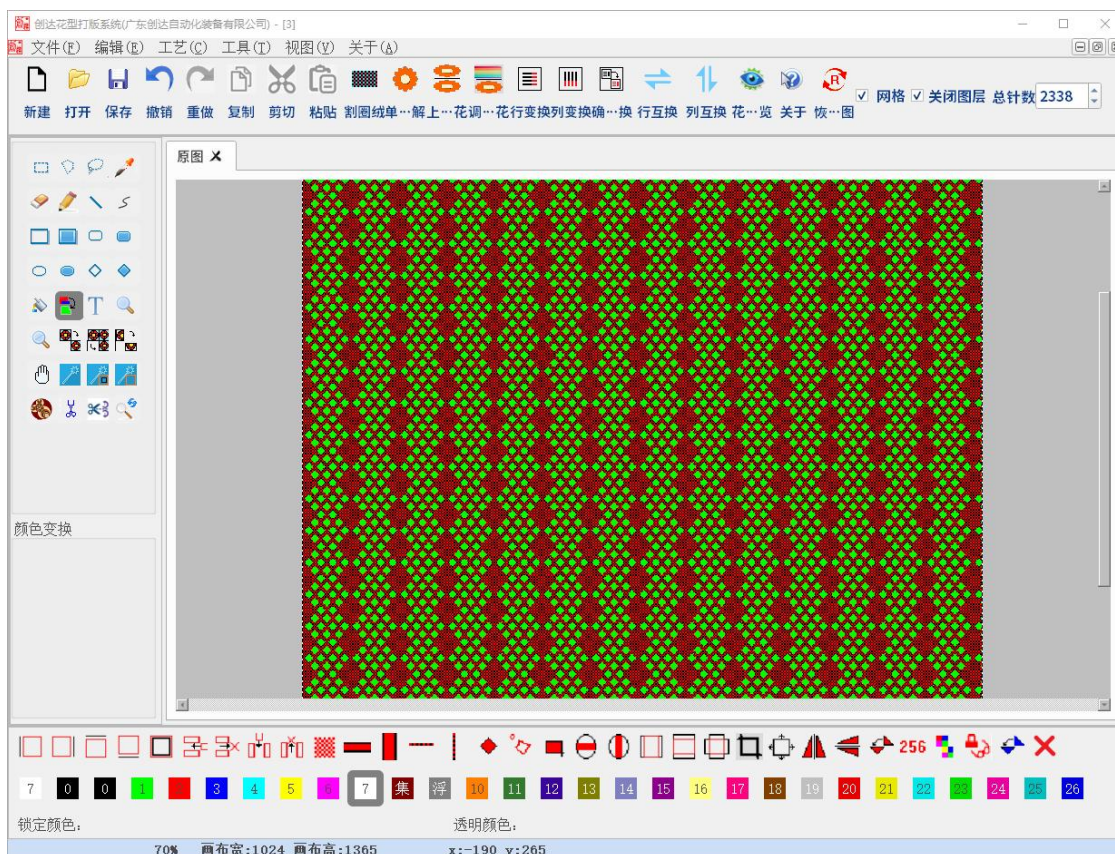 创达花型打版系统(广东创达自动化装备有限公司) - [3]
文件(F) 编辑(E) 工艺(C) 工具(T) 视图(V) 关于(A)
新建 打开 保存 撤销 重做 复制 剪切 粘贴 割圈绒单…解上…花调…花行变换列变换确…换 行互换 列互换 花…览 关于 恢…图 网格 关闭图层 总针数 2338
原图
颜色变换
256
7 0 0 1 3 4 5 6 7 集 浮 10 11 12 13 14 15 16 17 18 19 20 21 22 23 24 25 26
锁定颜色: 透明颜色:
70% 画布宽:1024 画布高:1365 x:-190 y:265